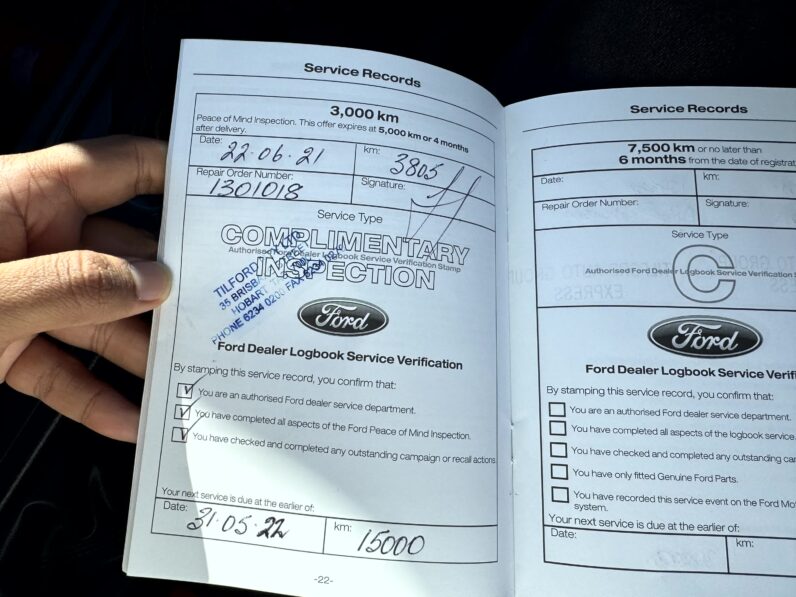 Service Records
3,000 km
Peace of Mind Inspection. This offer expires at 5,000 km or 4 months
after delivery.
Date: 22.06.21
km: 3805
Repair Order Number: 1301018
Signature:
Service Type
COMPLIMENTARY
Authorised Ford Dealer Logbook Service Verification Stamp
INSPECTION
TILFORD
35 BRISBA
HOBART
PHONE 6234 0200 FAX
Ford
Ford Dealer Logbook Service Verification
By stamping this service record, you confirm that:
You are an authorised Ford dealer service department.
You have completed all aspects of the Ford Peace of Mind Inspection.
You have checked and completed any outstanding campaign or recall actions
Your next service is due at the earlier of:
Date: 31.05.22
km: 15000
-22-
Service Records
7,500 km or no later than
6 months from the date of registrat
Date:
km:
Repair Order Number:
Signature:
Service Type
Authorised Ford Dealer Logbook Service Verification S
C
Ford
Ford Dealer Logbook Service Verifi
By stamping this service record, you confirm that:
You are an authorised Ford dealer service department.
You have completed all aspects of the logbook service.
You have checked and completed any outstanding ca
You have only fitted Genuine Ford Parts.
You have recorded this service event on the Ford Mo
system.
Your next service is due at the earlier of:
Date:
km: